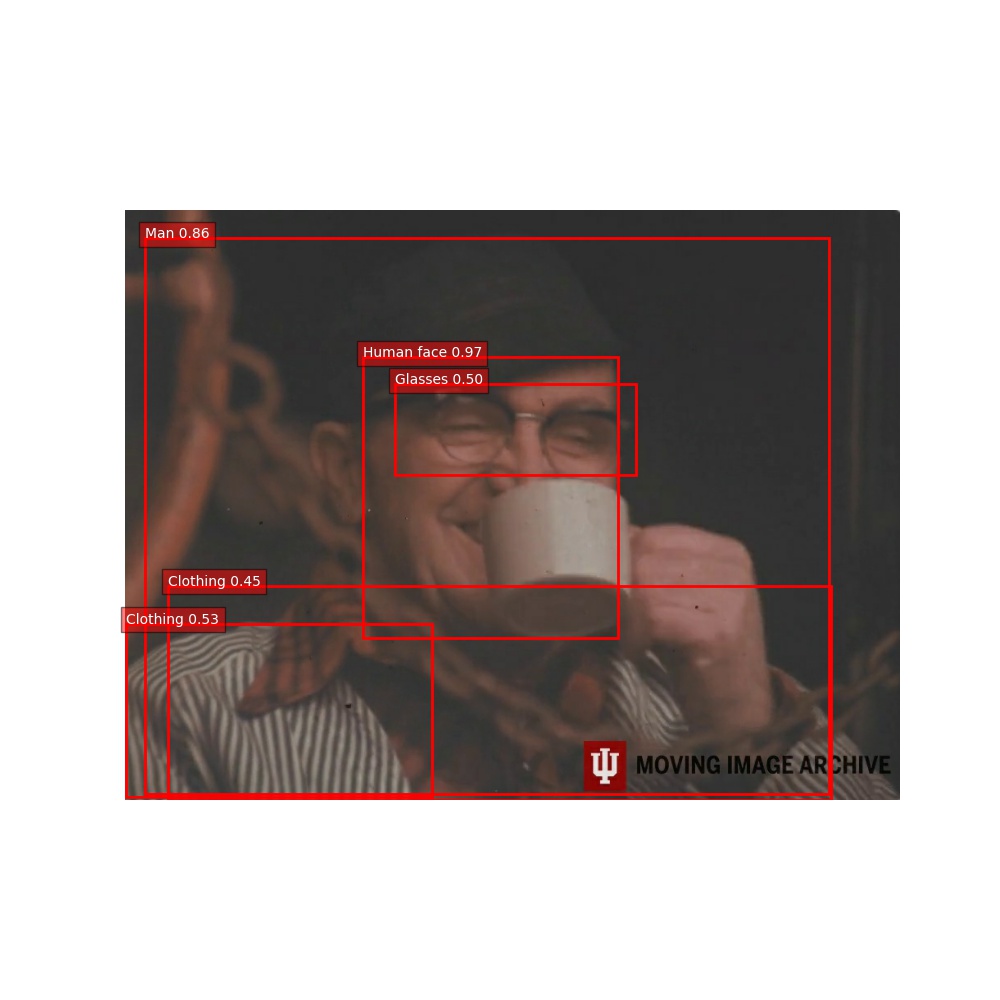 Man 0.86
Human face 0.97
Glasses 0.50
Clothing 0.45
Clothing 0.53
MOVING IMAGE ARCHIVE